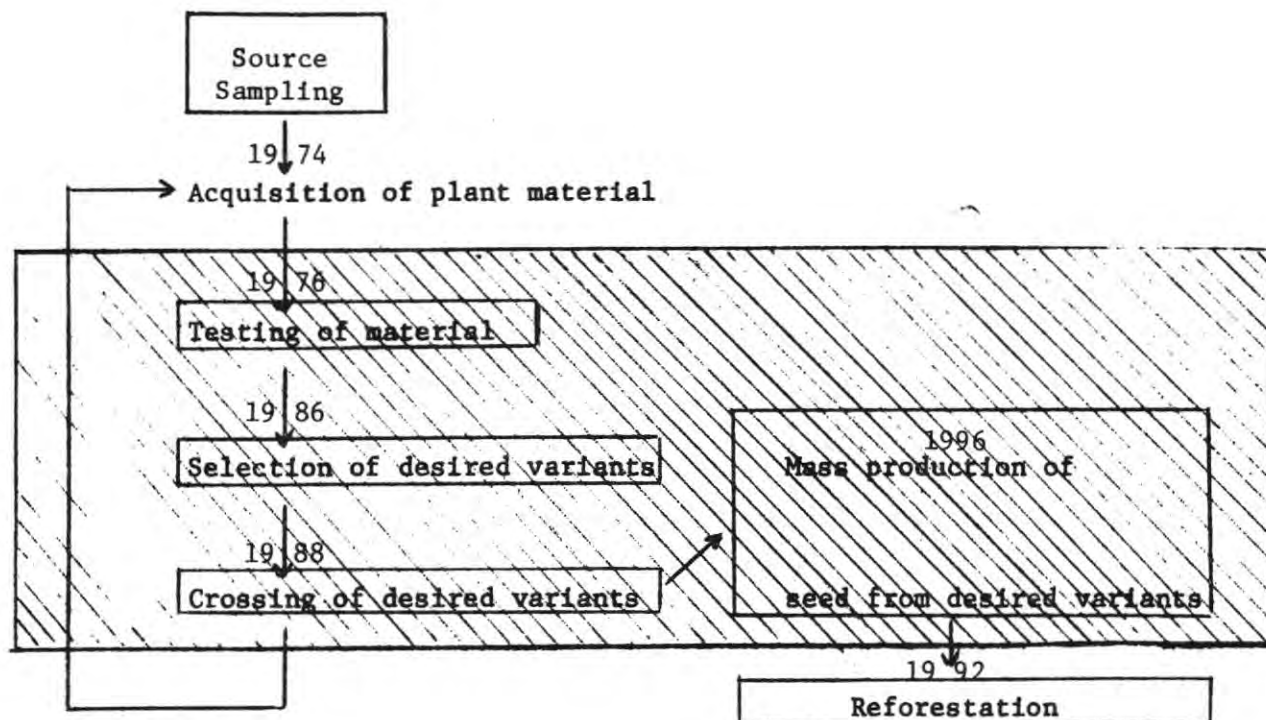 Source
Sampling
19 74
Acquisition of plant material
19 76
Testing of material
19 86
Selection of desired variants
19 88
Crossing of desired variants
1996
Mass production of
seed from desired variants
19 92
Reforestation